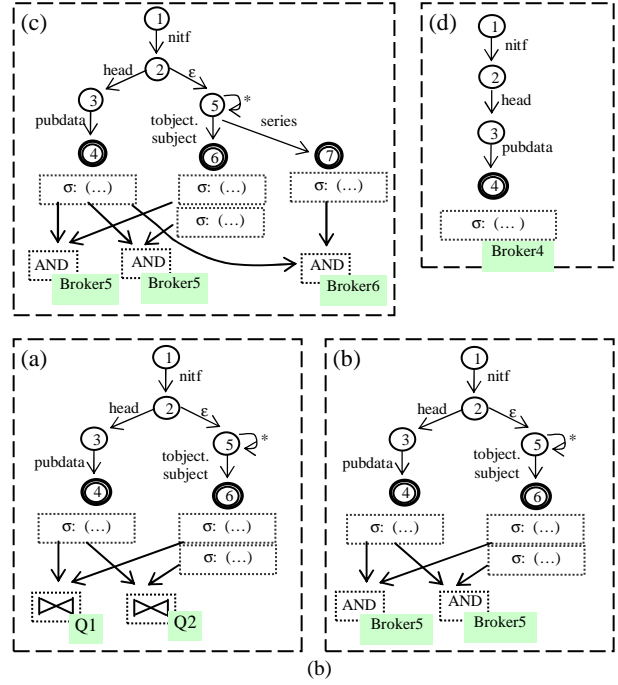 (c)
1
nitf
2
head
ε
3
5
*
pubdata
tobject.
subject
series
4
6
7
σ: (…)
σ: (…)
σ: (…)
σ: (…)
AND
AND
AND
Broker5
Broker5
Broker6
(d)
1
nitf
2
head
3
pubdata
4
σ: (… )
Broker4
(a)
1
nitf
2
head
ε
3
5
*
pubdata
tobject.
subject
4
6
σ: (…)
σ: (…)
σ: (…)
Q1
Q2
(b)
1
nitf
2
head
ε
3
5
*
pubdata
tobject.
subject
4
6
σ: (…)
σ: (…)
σ: (…)
AND
AND
Broker5
Broker5
(b)